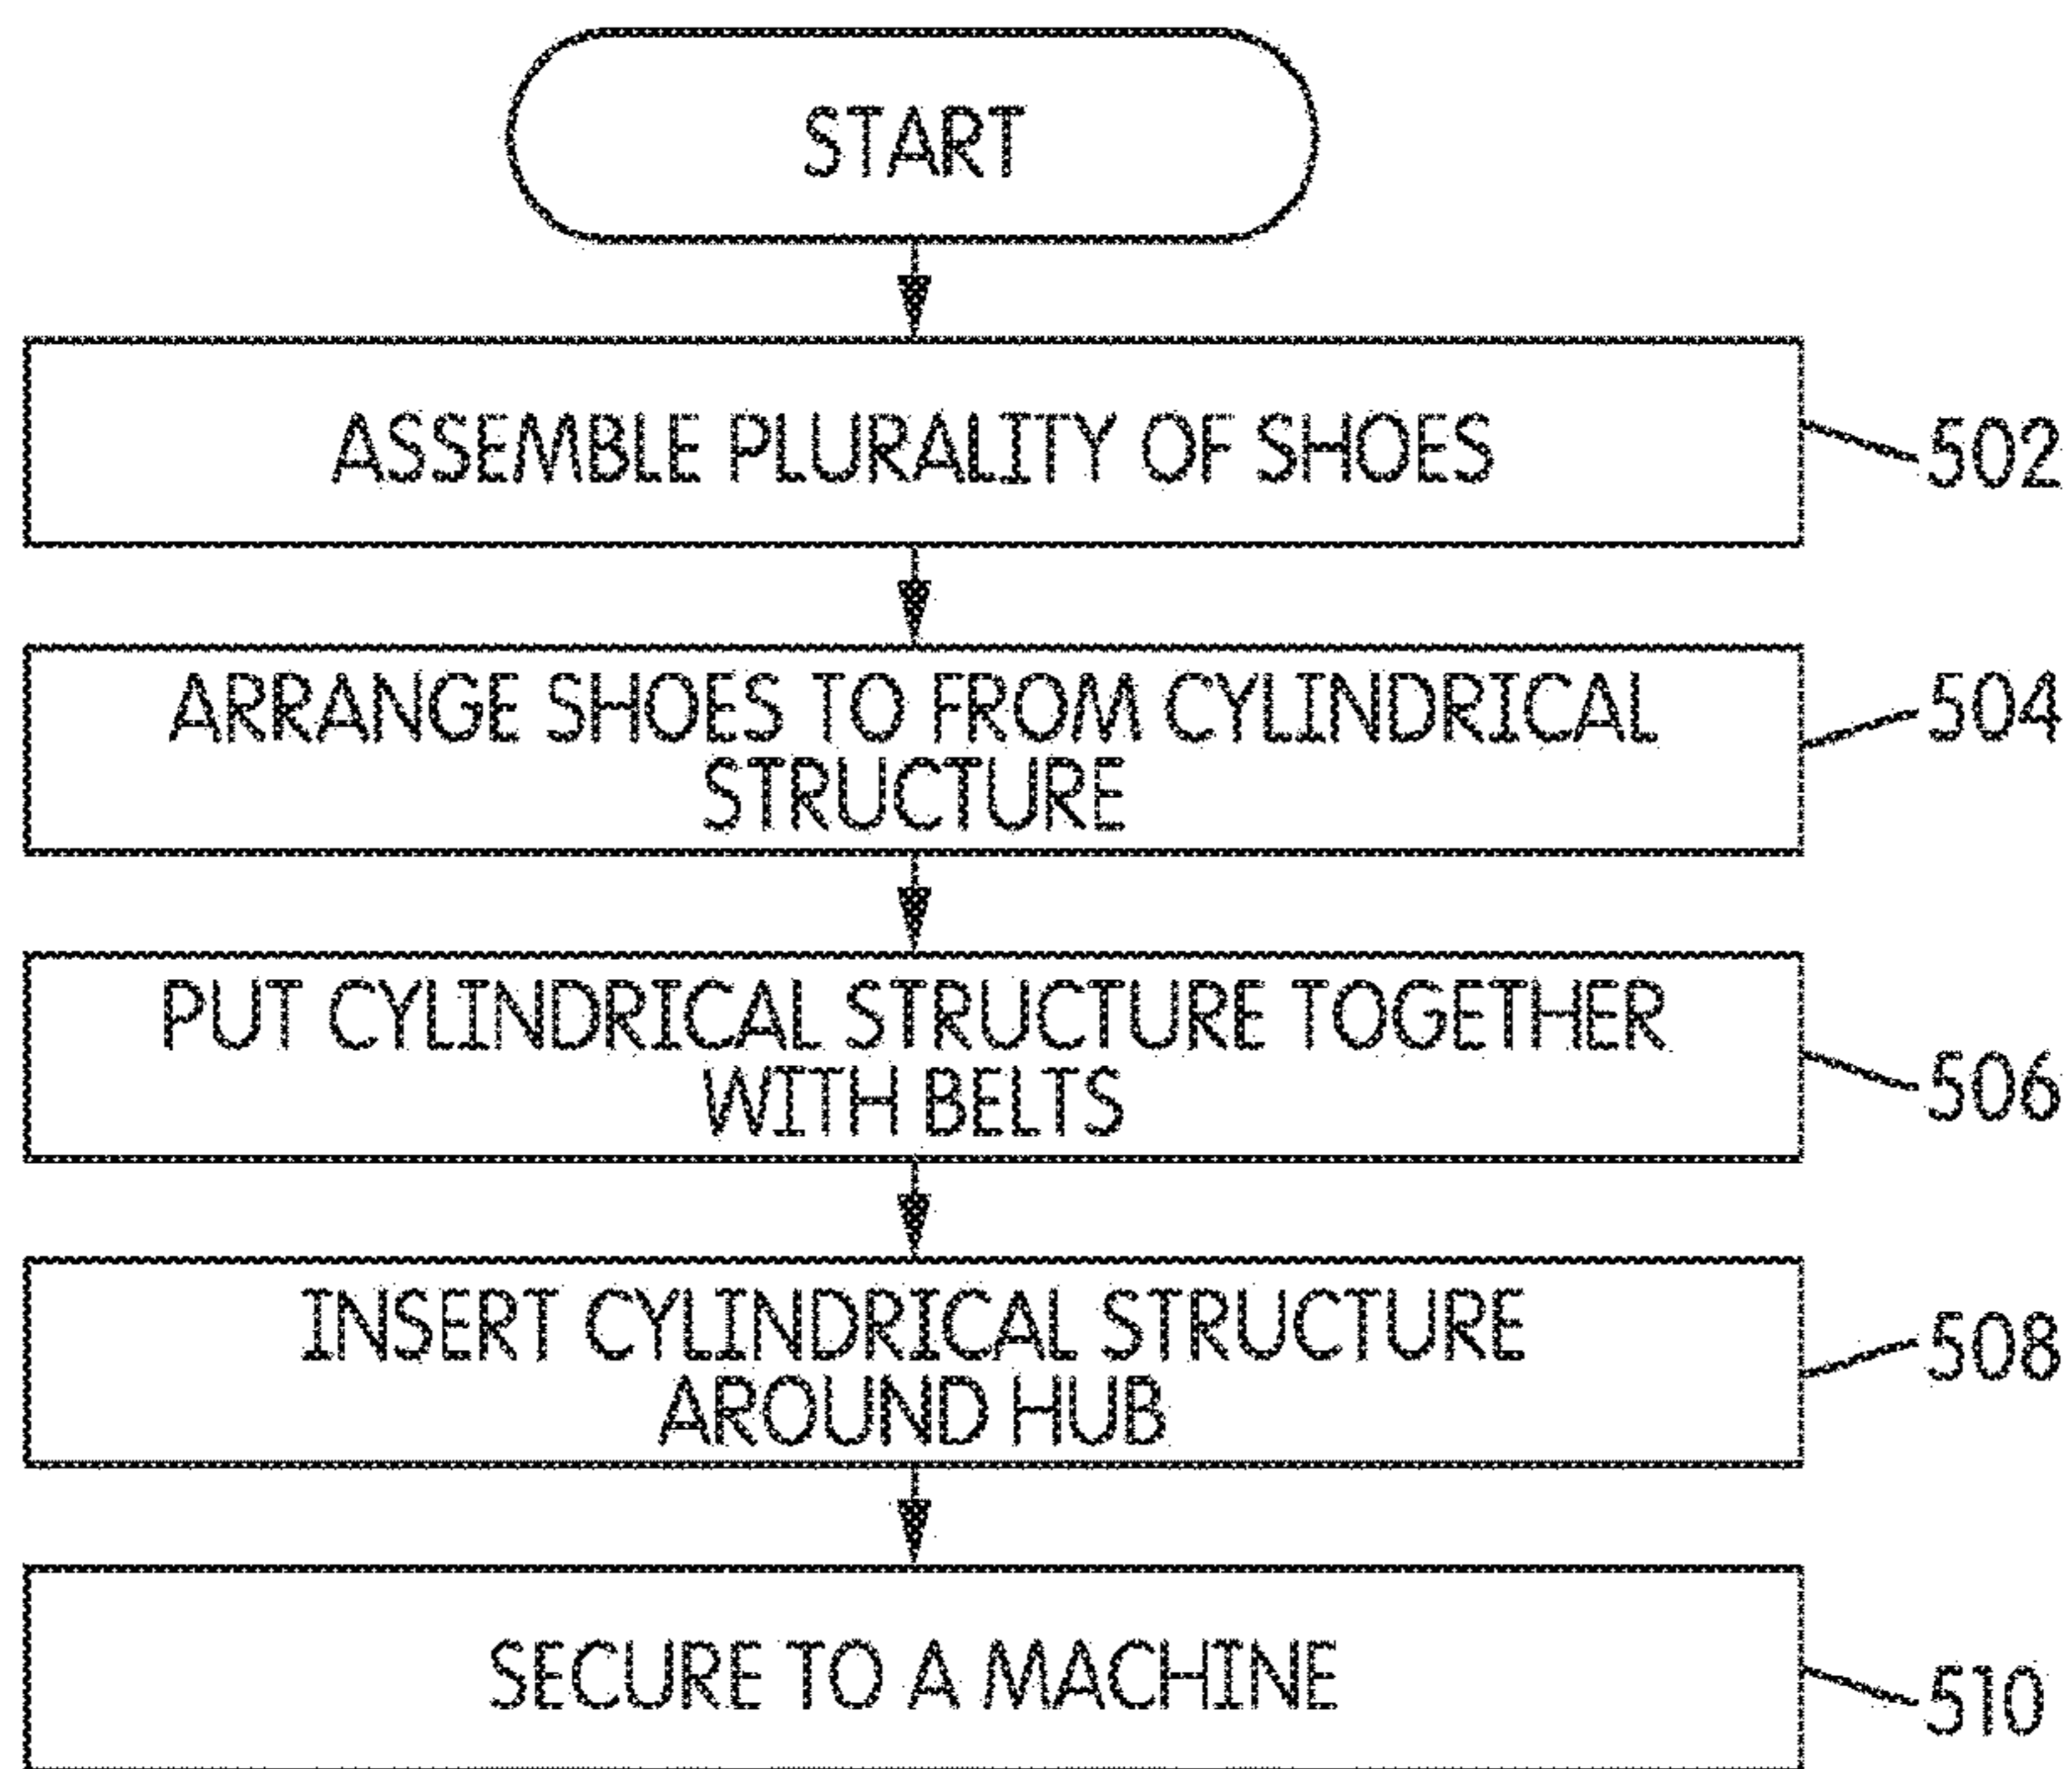 START
ASSEMBLE PLURALITY OF SHOES
502
ARRANGE SHOES TO FROM CYLINDRICAL
STRUCTURE
504
PUT CYLINDRICAL STRUCTURE TOGETHER
WITH BELTS
506
INSERT CYLINDRICAL STRUCTURE
AROUND HUB
508
SECURE TO A MACHINE
510